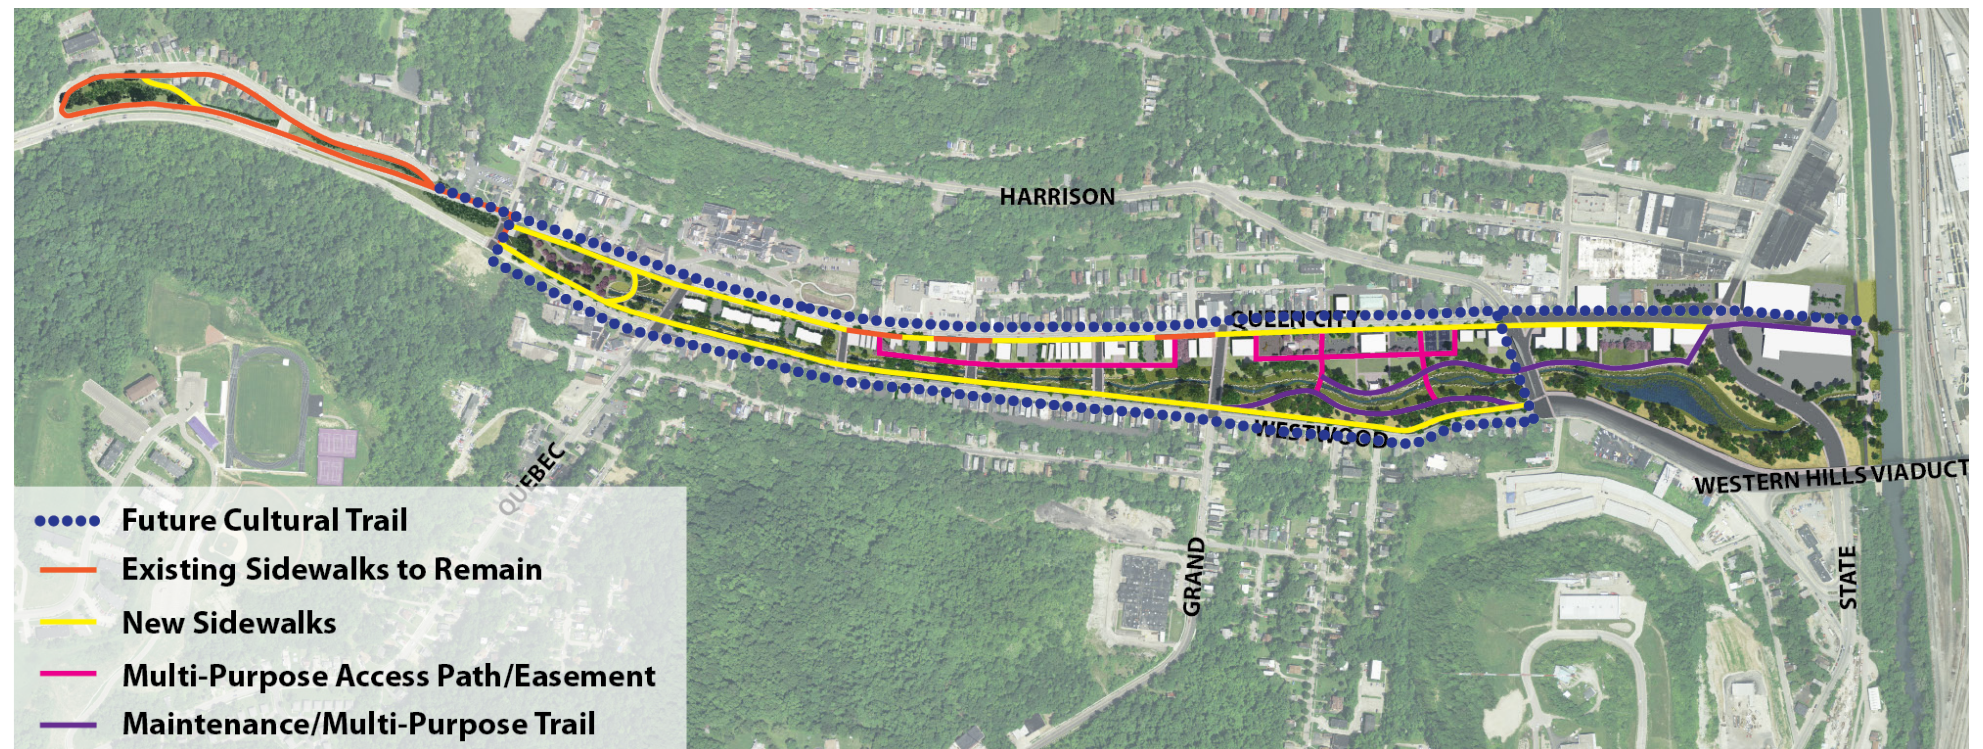 HARRISON
QUEEN CITY
WESTWOOD
QUEBEC
WESTERN HILLS VIADUCT
GRAND
STATE
Future Cultural Trail
Existing Sidewalks to Remain
New Sidewalks
Multi-Purpose Access Path/Easement
Maintenance/Multi-Purpose Trail